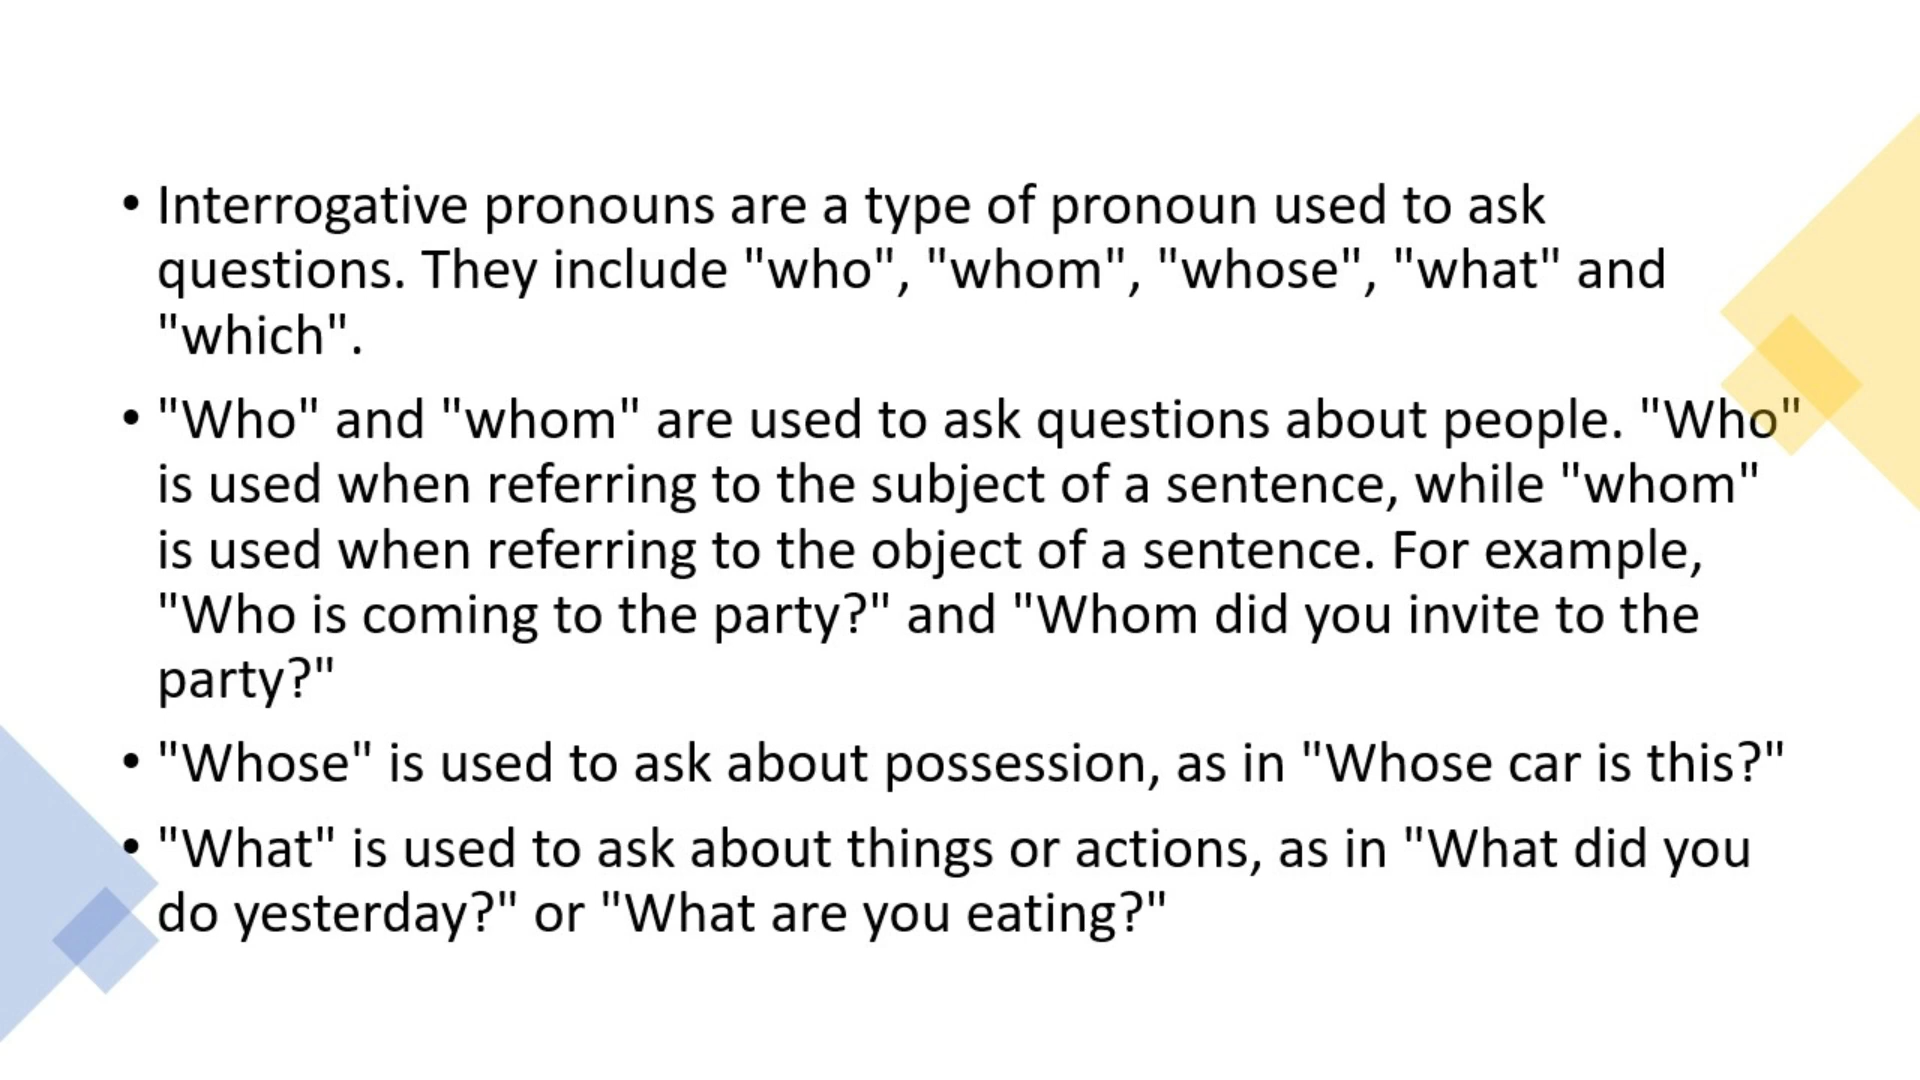 • Interrogative pronouns are a type of pronoun used to ask
questions. They include "who", "whom", "whose", "what" and
"which".
• "Who" and "whom" are used to ask questions about people. "Who"
is used when referring to the subject of a sentence, while "whom"
is used when referring to the object of a sentence. For example,
"Who is coming to the party?" and "Whom did you invite to the
party?"
• "Whose" is used to ask about possession, as in "Whose car is this?"
• "What" is used to ask about things or actions, as in "What did you
do yesterday?" or "What are you eating?"